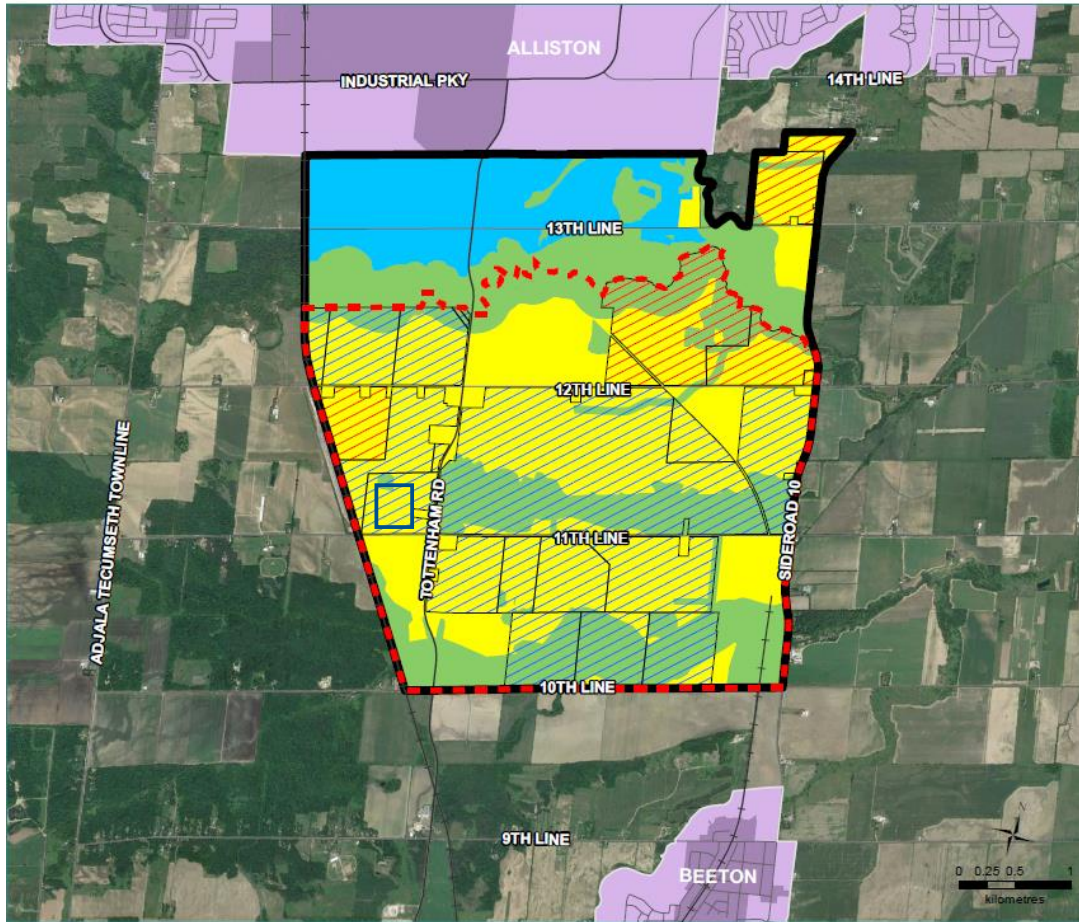 ALLISTON
INDUSTRIAL PKY
14TH LINE
13TH LINE
12TH LINE
ADJALA TECUMSETH TOWNLINE
TOTTENHAM RD
SIDEROAD 10
11TH LINE
10TH LINE
9TH LINE
BEETON
N
0 0.25 0.5 1
kilometres